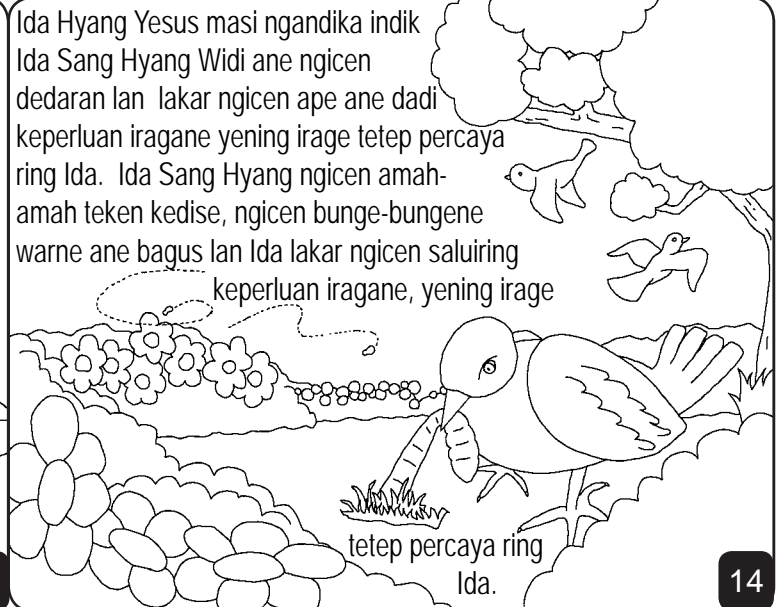 Ida Hyang Yesus masi ngandika indik
Ida Sang Hyang Widi ane ngicen
dedaran lan lakar ngicen ape ane dadi
keperluan iragane yening irage tetep percaya
ring Ida. Ida Sang Hyang ngicen amah-
amah teken kedise, ngicen bunge-bungene
warne ane bagus lan Ida lakar ngicen saluiring
keperluan iragane, yening irage
tetep percaya ring
Ida.
14